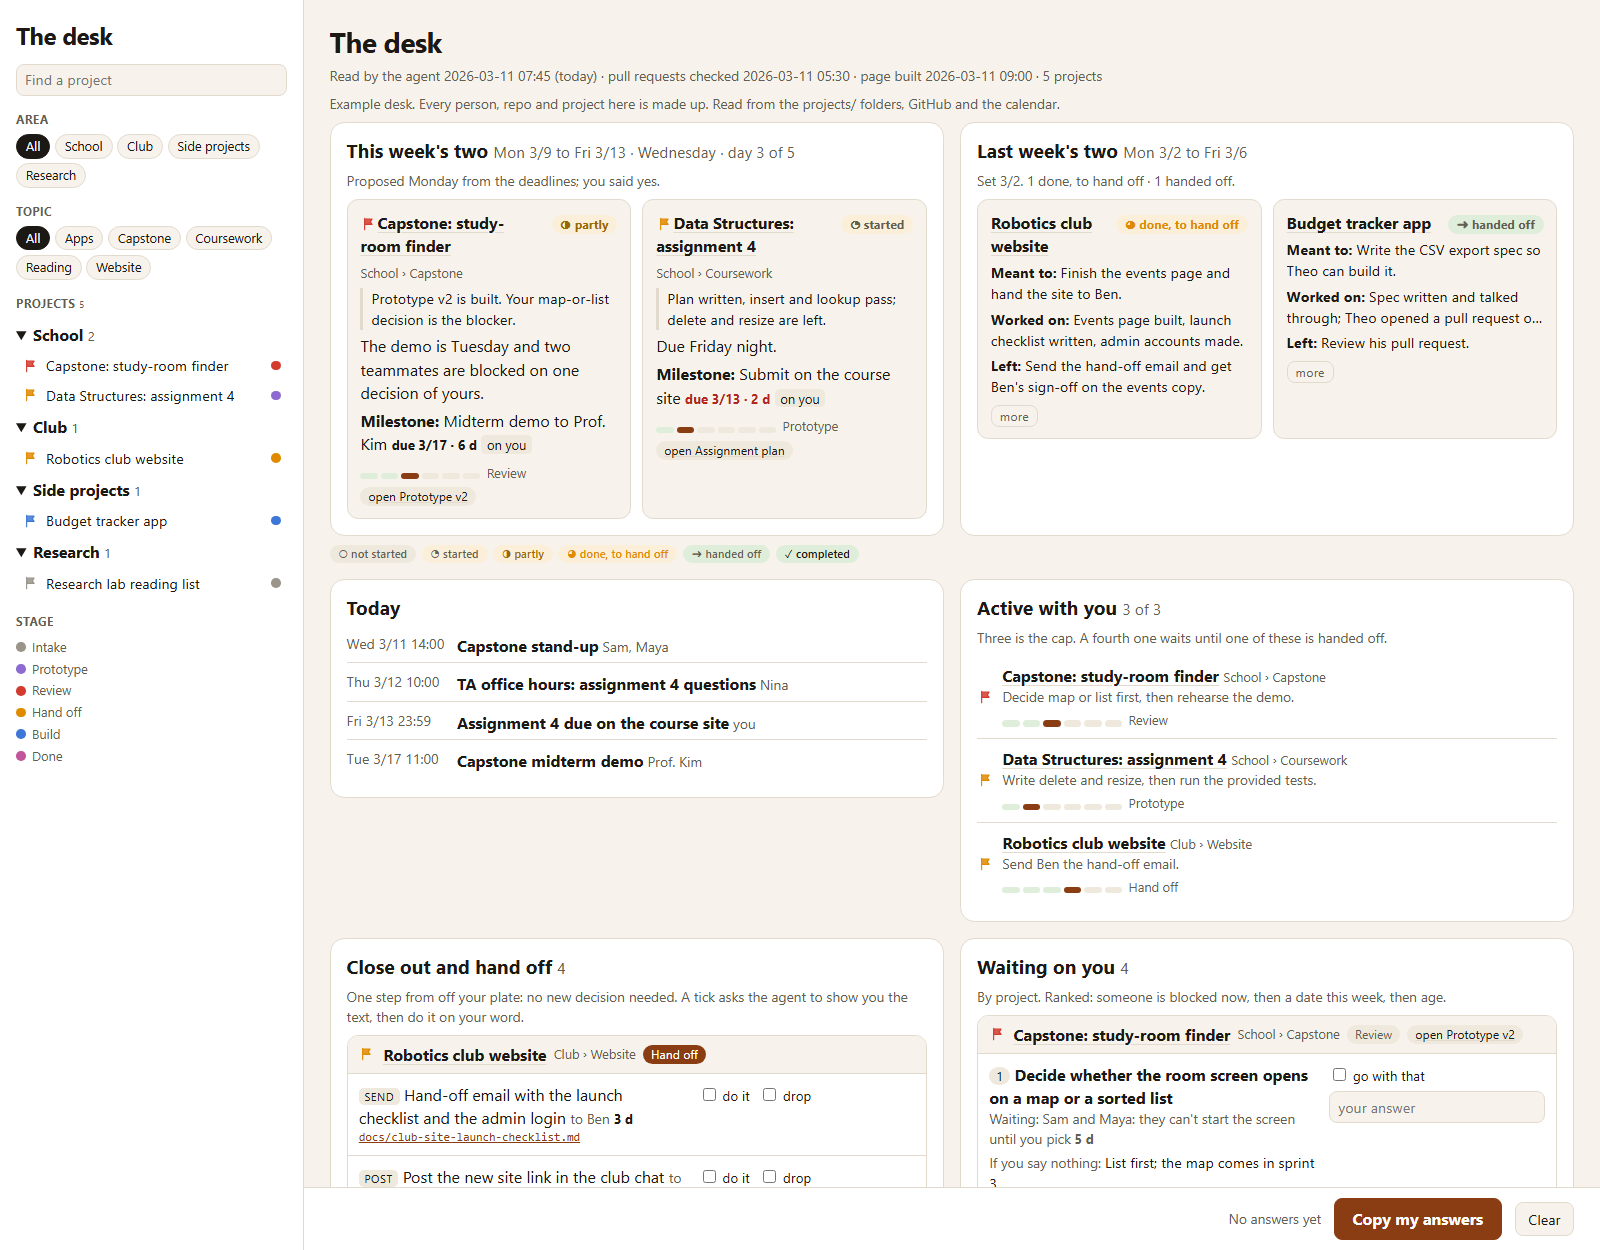 The desk
Find a project
AREA
All School Club Side projects
Research
TOPIC
All Apps Capstone Coursework
Reading Website
PROJECTS 5
▼ School 2
Capstone: study-room finder
Data Structures: assignment 4
▼ Club 1
Robotics club website
▼ Side projects 1
Budget tracker app
▼ Research 1
Research lab reading list
STAGE
Intake
Prototype
Review
Hand off
Build
Done
The desk
Read by the agent 2026-03-11 07:45 (today) · pull requests checked 2026-03-11 05:30 · page built 2026-03-11 09:00 · 5 projects
Example desk. Every person, repo and project here is made up. Read from the projects/ folders, GitHub and the calendar.
This week's two Mon 3/9 to Fri 3/13 · Wednesday · day 3 of 5
Proposed Monday from the deadlines; you said yes.
Capstone: study-room finder
partly
School › Capstone
Prototype v2 is built. Your map-or-list
decision is the blocker.
The demo is Tuesday and two
teammates are blocked on one
decision of yours.
Milestone: Midterm demo to Prof.
Kim due 3/17 · 6 d on you
Review
open Prototype v2
Data Structures: assignment 4
started
School › Coursework
Plan written, insert and lookup pass;
delete and resize are left.
Due Friday night.
Milestone: Submit on the course
site due 3/13 · 2 d on you
Prototype
open Assignment plan
Last week's two Mon 3/2 to Fri 3/6
Set 3/2. 1 done, to hand off · 1 handed off.
Robotics club website
done, to hand off
Meant to: Finish the events page and
hand the site to Ben.
Worked on: Events page built, launch
checklist written, admin accounts made.
Left: Send the hand-off email and get
Ben's sign-off on the events copy.
more
Budget tracker app → handed off
Meant to: Write the CSV export spec so
Theo can build it.
Worked on: Spec written and talked
through; Theo opened a pull request o…
Left: Review his pull request.
more
not started started partly done, to hand off → handed off ✓ completed
Today
Wed 3/11 14:00 Capstone stand-up Sam, Maya
Thu 3/12 10:00 TA office hours: assignment 4 questions Nina
Fri 3/13 23:59 Assignment 4 due on the course site you
Tue 3/17 11:00 Capstone midterm demo Prof. Kim
Active with you 3 of 3
Three is the cap. A fourth one waits until one of these is handed off.
Capstone: study-room finder School › Capstone
Decide map or list first, then rehearse the demo.
Review
Data Structures: assignment 4 School › Coursework
Write delete and resize, then run the provided tests.
Prototype
Robotics club website Club › Website
Send Ben the hand-off email.
Hand off
Close out and hand off 4
One step from off your plate: no new decision needed. A tick asks the agent to show you the
text, then do it on your word.
Robotics club website Club › Website Hand off
SEND Hand-off email with the launch
checklist and the admin login to Ben 3 d
docs/club-site-launch-checklist.md
do it drop
POST Post the new site link in the club chat to
do it drop
Waiting on you 4
By project. Ranked: someone is blocked now, then a date this week, then age.
Capstone: study-room finder School › Capstone Review open Prototype v2
1 Decide whether the room screen opens
on a map or a sorted list
Waiting: Sam and Maya: they can't start the screen
until you pick 5 d
If you say nothing: List first; the map comes in sprint
3.
go with that
your answer
No answers yet Copy my answers Clear